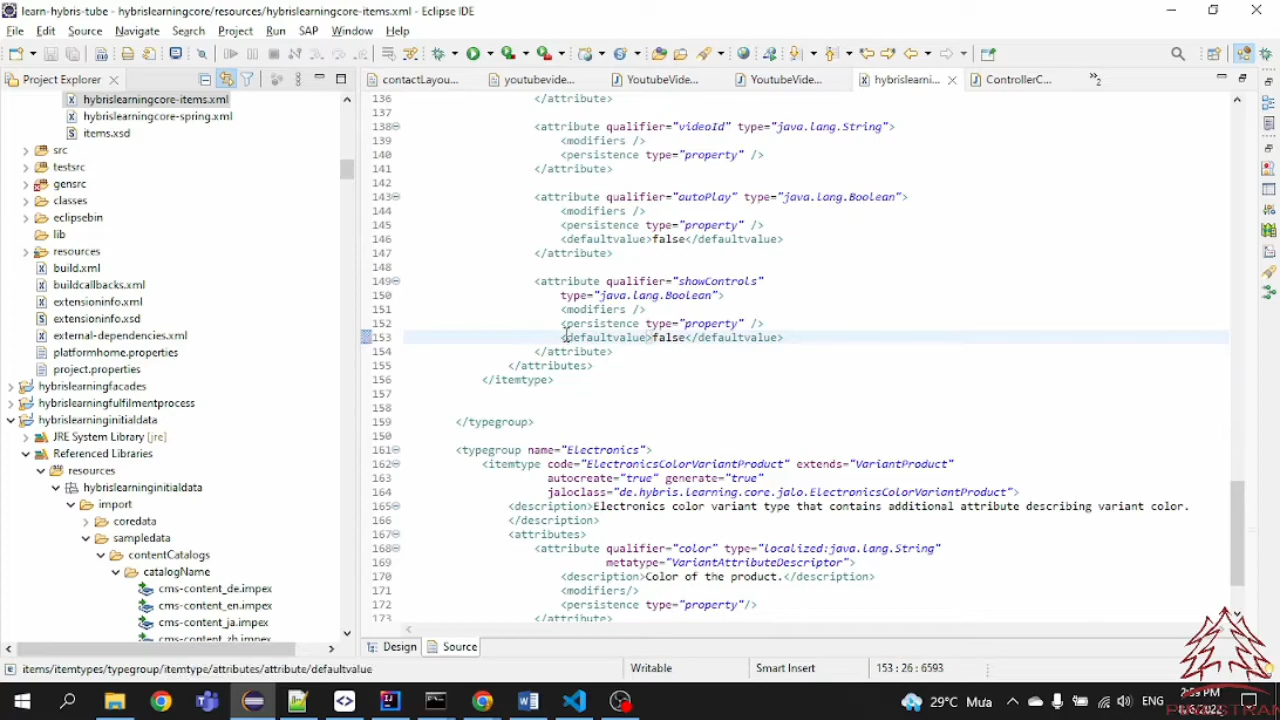 learn-hybris-tube - hybrislearningcore/resources/hybrislearningcore-items.xml - Eclipse IDE
File Edit Source Navigate Search Project Run SAP Window Help
Project Explorer
contactLayou...
youtubevide...
YoutubeVide...
YoutubeVide...
hybrislearni...
ControllerC...
2
hybrislearningcore-items.xml
hybrislearningcore-spring.xml
items.xsd
src
testsrc
gensrc
classes
eclipsebin
lib
resources
build.xml
buildcallbacks.xml
extensioninfo.xml
extensioninfo.xsd
external-dependencies.xml
platformhome.properties
project.properties
hybrislearningfacades
hybrislearningfulfilmentprocess
hybrislearninginitialdata
JRE System Library [jre]
Referenced Libraries
resources
hybrislearninginitialdata
import
coredata
sampledata
contentCatalogs
catalogName
cms-content_de.impex
cms-content_en.impex
cms-content_ja.impex
cms-content_zh.impex
136 </attribute>
137
138 <attribute qualifier="videoId" type="java.lang.String">
139 <modifiers />
140 <persistence type="property" />
141 </attribute>
142
143 <attribute qualifier="autoPlay" type="java.lang.Boolean">
144 <modifiers />
145 <persistence type="property" />
146 <defaultvalue>false</defaultvalue>
147 </attribute>
148
149 <attribute qualifier="showControls"
150 type="java.lang.Boolean">
151 <modifiers />
152 <persistence type="property" />
153 <defaultvalue>false</defaultvalue>
154 </attribute>
155 </attributes>
156 </itemtype>
157
158
159 </typegroup>
160
161 <typegroup name="Electronics">
162 <itemtype code="ElectronicsColorVariantProduct" extends="VariantProduct"
163 autocreate="true" generate="true"
164 jaloclass="de.hybris.learning.core.jalo.ElectronicsColorVariantProduct">
165 <description>Electronics color variant type that contains additional attribute describing variant color.
166 </description>
167 <attributes>
168 <attribute qualifier="color" type="localized:java.lang.String"
169 metatype="VariantAttributeDescriptor">
170 <description>Color of the product.</description>
171 <modifiers/>
172 <persistence type="property"/>
173 </attribute>
Design Source
items/itemtypes/typegroup/itemtype/attributes/attribute/defaultvalue
Writable
Smart Insert
153 : 26 : 6593
29°C Mưa
ENG